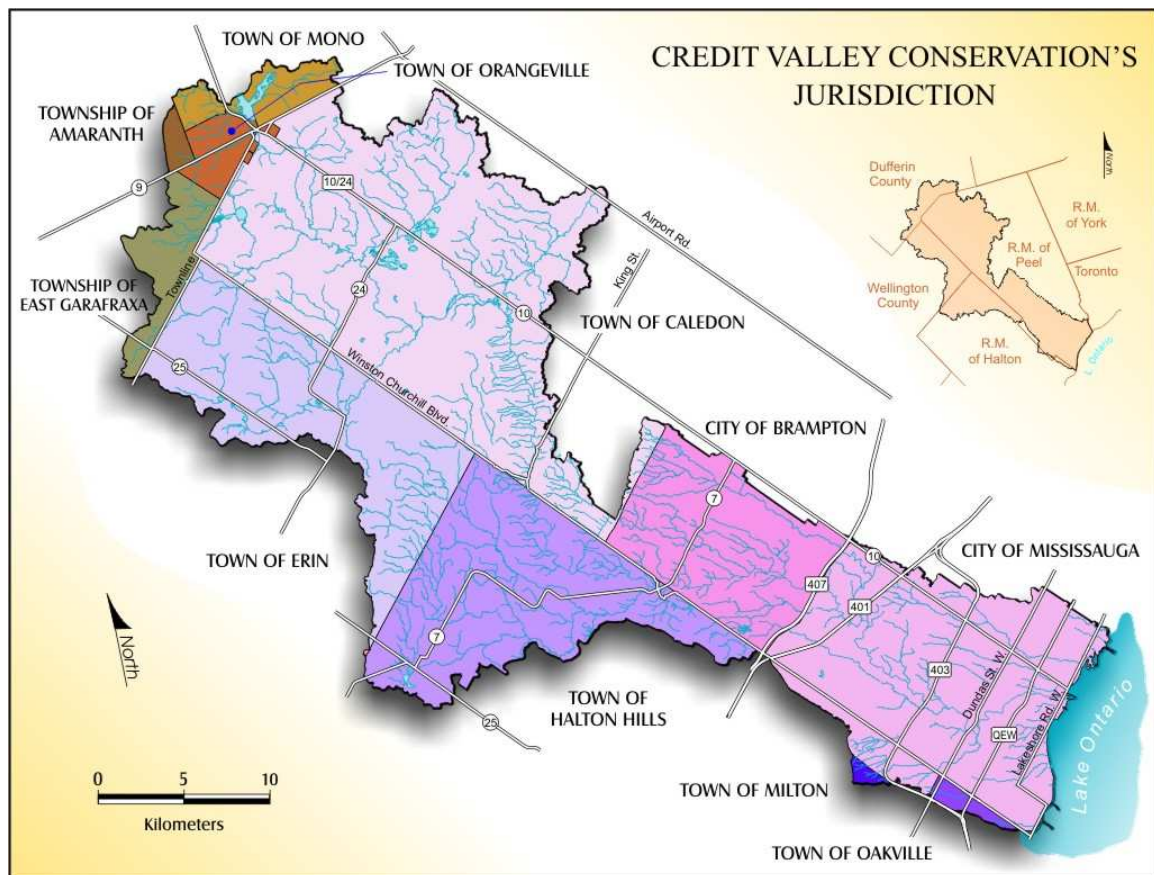 CREDIT VALLEY CONSERVATION'S
JURISDICTION
TOWN OF MONO
TOWN OF ORANGEVILLE
TOWNSHIP OF
AMARANTH
9
10/24
Airport Rd.
King St.
TOWNSHIP OF
EAST GARAFRAXA
Townline
24
10
TOWN OF CALEDON
25
Winston Churchill Blvd.
CITY OF BRAMPTON
7
TOWN OF ERIN
10
CITY OF MISSISSAUGA
407
401
7
403
Dundas St. W.
QEW
Lakeshore Rd. W.
Lake Ontario
TOWN OF
HALTON HILLS
25
TOWN OF MILTON
TOWN OF OAKVILLE
North
0 5 10
Kilometers
North
Dufferin
County
R.M.
of York
R.M. of
Peel
Toronto
Wellington
County
R.M.
of Halton
L. Ontario